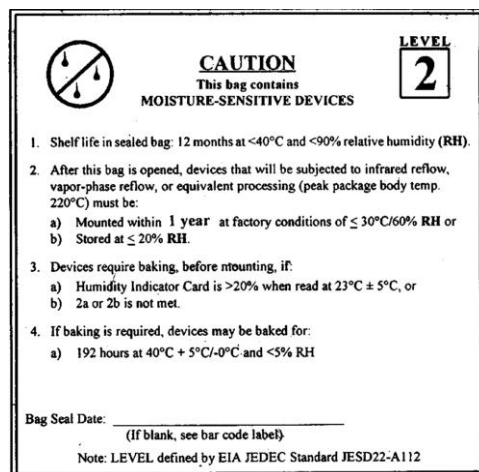 LEVEL
2
CAUTION
This bag contains
MOISTURE-SENSITIVE DEVICES
1. Shelf life in sealed bag: 12 months at <40°C and <90% relative humidity (RH).
2. After this bag is opened, devices that will be subjected to infrared reflow,
vapor-phase reflow, or equivalent processing (peak package body temp.
220°C) must be:
a) Mounted within 1 year at factory conditions of ≤ 30°C/60% RH or
b) Stored at ≤ 20% RH.
3. Devices require baking, before mounting, if:
a) Humidity Indicator Card is >20% when read at 23°C ± 5°C, or
b) 2a or 2b is not met.
4. If baking is required, devices may be baked for:
a) 192 hours at 40°C + 5°C/-0°C and <5% RH
Bag Seal Date:
(If blank, see bar code label)
Note: LEVEL defined by EIA JEDEC Standard JESD22-A112